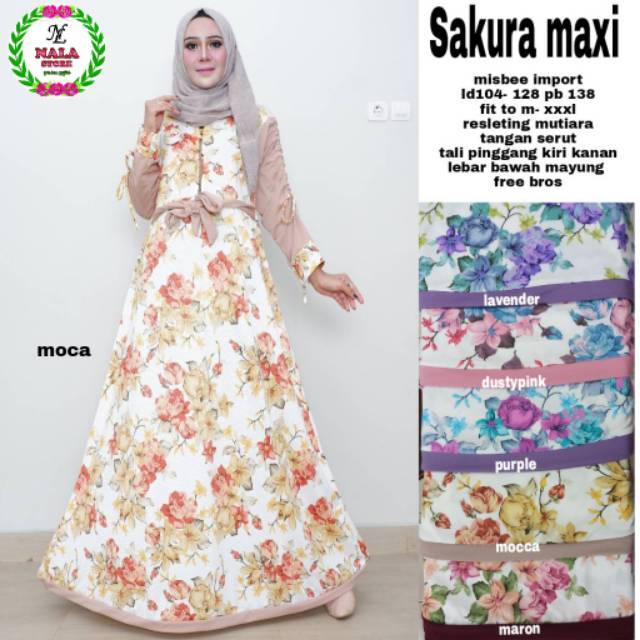 NL
NALA
STORE
Sakura maxi
misbee import
ld104- 128 pb 138
fit to m- xxxl
resleting mutiara
tangan serut
tali pinggang kiri kanan
lebar bawah mayung
free bros
moca
lavender
dustypink
purple
mocca
maron